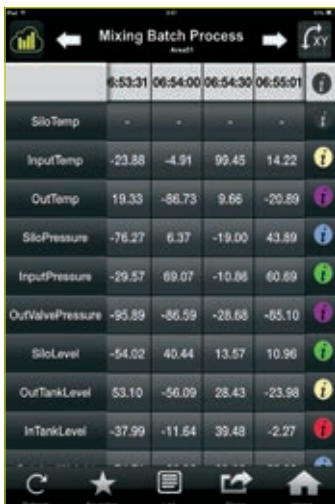 Mixing Batch Process
Area01
XY
6:53:31 06:54:00 06:54:30 06:55:01 i
SiloTemp - - - - i
InputTemp -23.88 -4.91 99.45 14.22 i
OutTemp 19.33 -86.73 9.66 -20.89 i
SiloPressure -76.27 6.37 -19.00 43.89 i
InputPressure -29.57 69.07 -10.86 60.69 i
OutValvePressure -95.89 -86.59 -28.68 -65.10 i
SiloLevel -54.02 40.44 13.57 10.96 i
OutTankLevel 53.10 -56.09 28.43 -23.98 i
InTankLevel -37.99 -11.64 39.48 -2.27 i